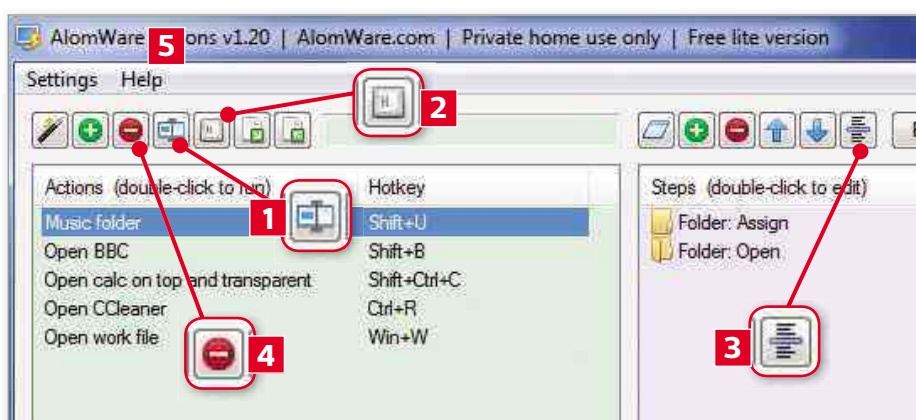 AlomWare ons v1.20 | AlomWare.com | Private home use only | Free lite version
5
Settings Help
2
Actions (double-click to run) Hotkey
Steps (double-click to edit)
Music folder Shift+U
Folder: Assign
1
Open BBC Shift+B
Folder: Open
Open calc on top and transparent Shift+Ctrl+C
Open CCleaner Ctrl+R
Open work file Win+W
4
3